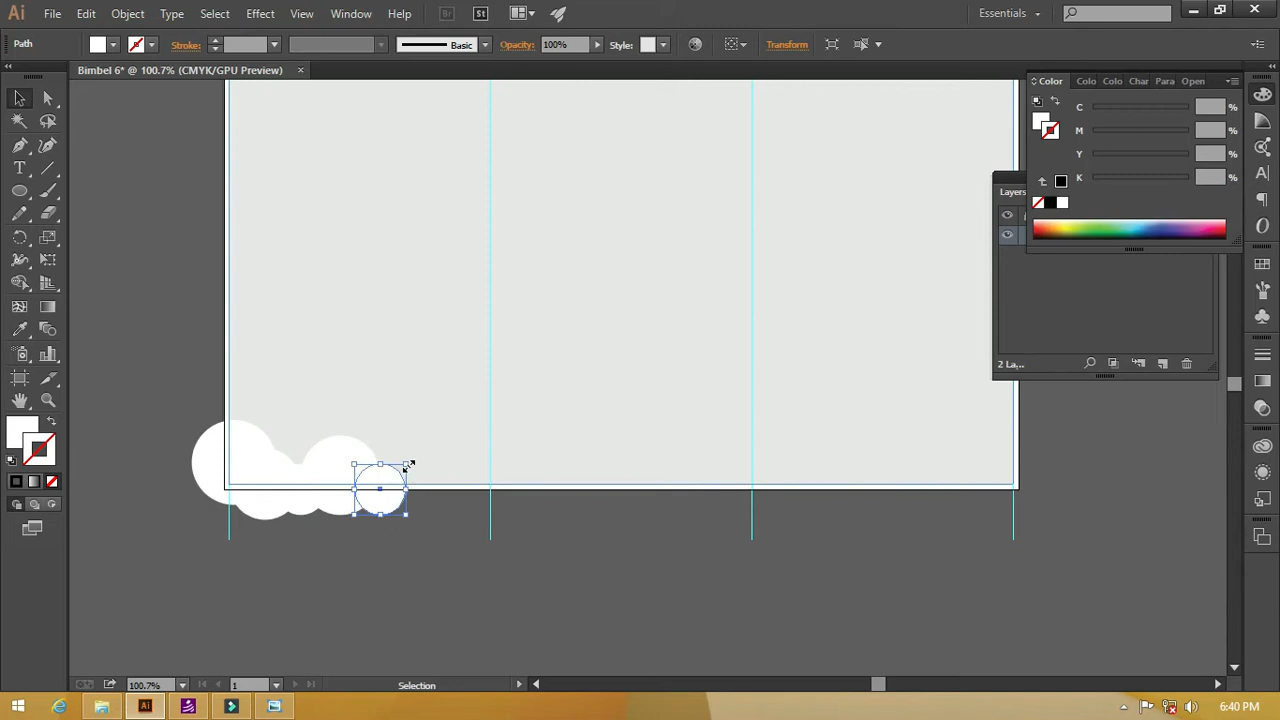 Ai File Edit Object Type Select Effect View Window Help Br St Essentials
Path Stroke: Basic Opacity: 100% Style: Transform
Bimbel 6* @ 100.7% (CMYK/GPU Preview) ×
Color Colo Colo Char Para Open
C %
M %
Y %
K %
Layers
2 La...
100.7% 1 Selection
Ai 6:40 PM